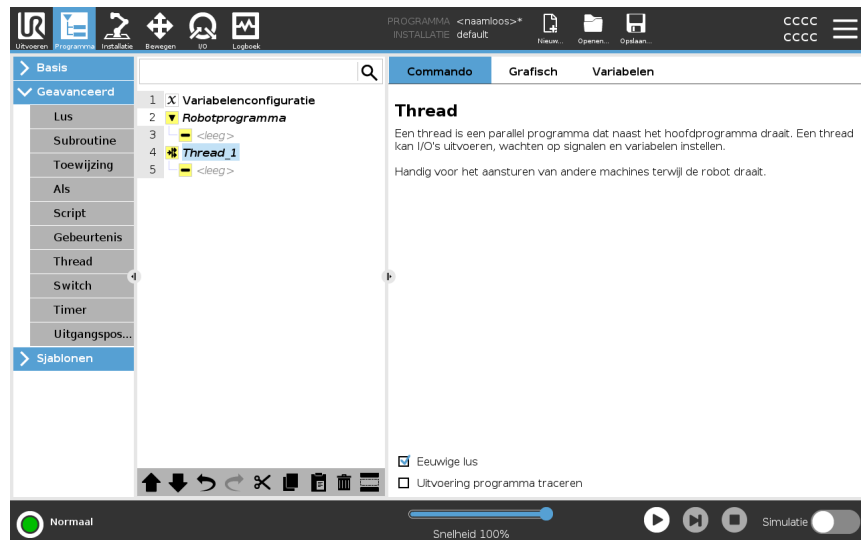 UR
PROGRAMMA <naamloos>*
INSTALLATIE default
Uitvoeren Programma Installatie Bewegen I/O Logboek
Nieuw... Openen... Opslaan...
cccc
cccc
Basis
Geavanceerd
Lus
Subroutine
Toewijzing
Als
Script
Gebeurtenis
Thread
Switch
Timer
Uitgangspos...
Sjablonen
1 X Variabelenconfiguratie
2 Robotprogramma
3 <leeg>
4 Thread_1
5 <leeg>
Commando Grafisch Variabelen
Thread
Een thread is een parallel programma dat naast het hoofdprogramma draait. Een thread
kan I/O's uitvoeren, wachten op signalen en variabelen instellen.
Handig voor het aansturen van andere machines terwijl de robot draait.
Eeuwige lus
Uitvoering programma traceren
Normaal
Snelheid 100%
Simulatie